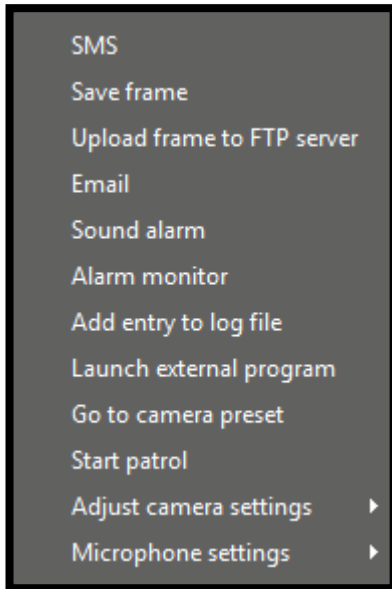 SMS
Save frame
Upload frame to FTP server
Email
Sound alarm
Alarm monitor
Add entry to log file
Launch external program
Go to camera preset
Start patrol
Adjust camera settings
Microphone settings